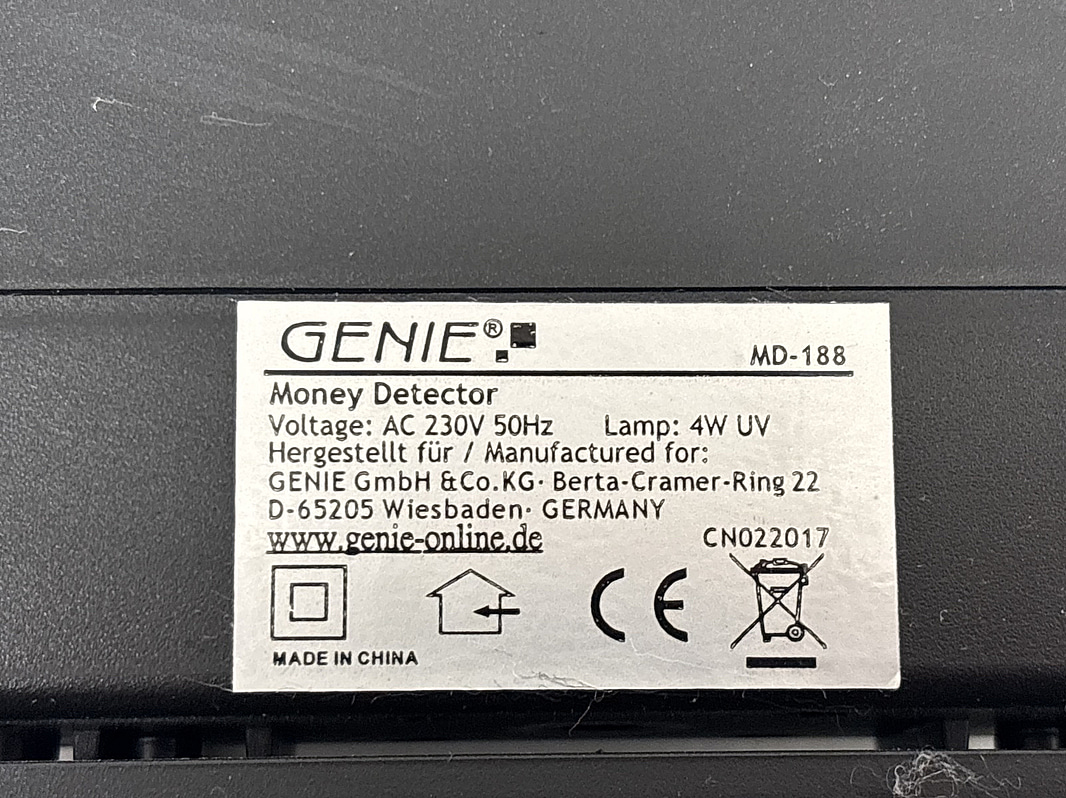 GENIE®
MD-188
Money Detector
Voltage: AC 230V 50Hz Lamp: 4W UV
Hergestellt für / Manufactured for:
GENIE GmbH &Co.KG· Berta-Cramer-Ring 22
D-65205 Wiesbaden· GERMANY
www.genie-online.de
CN022017
CE
MADE IN CHINA